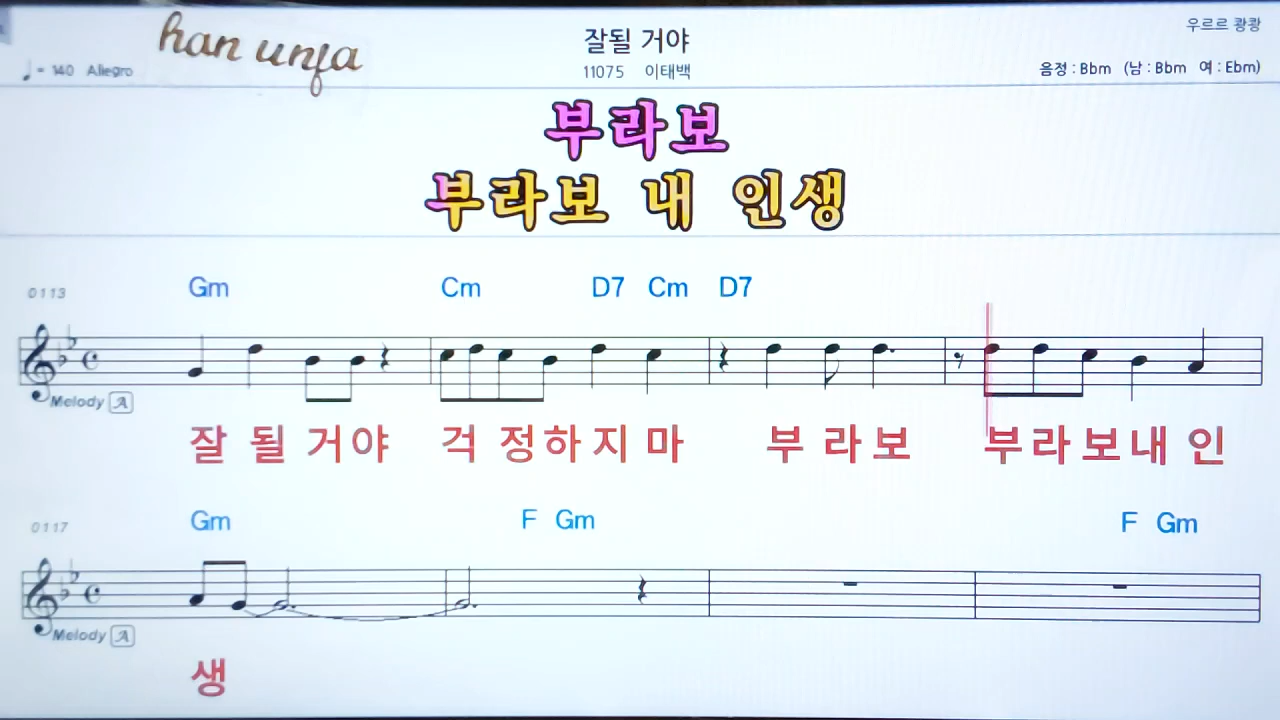 han unja
잘될 거야
우르르 쾅쾅
♩= 140 Allegro
11075 이태백
음정 : Bbm (남 : Bbm 여 : Ebm)
부라보
부라보 내 인생
0113 Gm Cm D7 Cm D7
Melody A
잘 될 거야 걱 정하지 마 부 라 보 부라보내 인
0117 Gm F Gm F Gm
Melody A
생